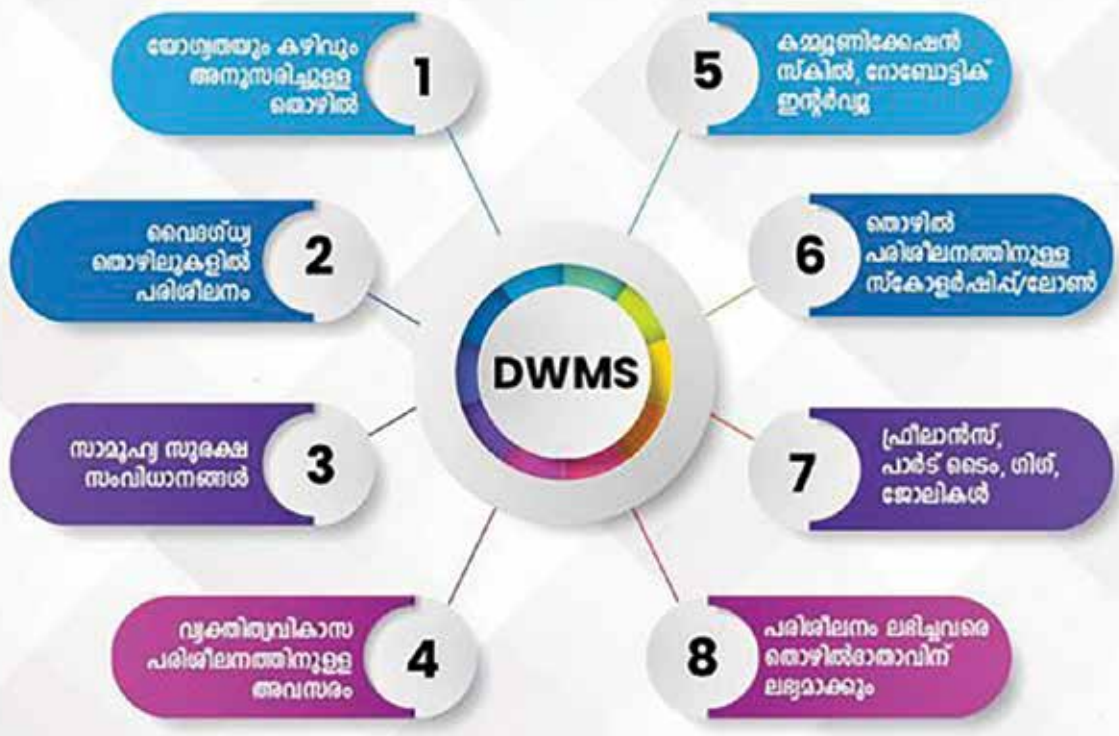 1
യോഗ്യതയും കഴിവും
അനുസരിച്ചുള്ള
തൊഴിൽ
2
വൈദഗ്ധ്യ
തൊഴിലുകളിൽ
പരിശീലനം
3
സാമൂഹ്യ സുരക്ഷ
സംവിധാനങ്ങൾ
4
വ്യക്തിത്വവികാസ
പരിശീലനത്തിനുള്ള
അവസരം
DWMS
5
കമ്മ്യൂണിക്കേഷൻ
സ്കിൽ, റോബോട്ടിക്
ഇന്റർവ്യൂ
6
തൊഴിൽ
പരിശീലനത്തിനുള്ള
സ്കോളർഷിപ്പ്/ലോൺ
7
ഫ്രീലാൻസ്,
പാർട് ടൈം, ഗിഗ്,
ജോലികൾ
8
പരിശീലനം ലഭിച്ചവരെ
തൊഴിൽദാതാവിന്
ലഭ്യമാക്കും